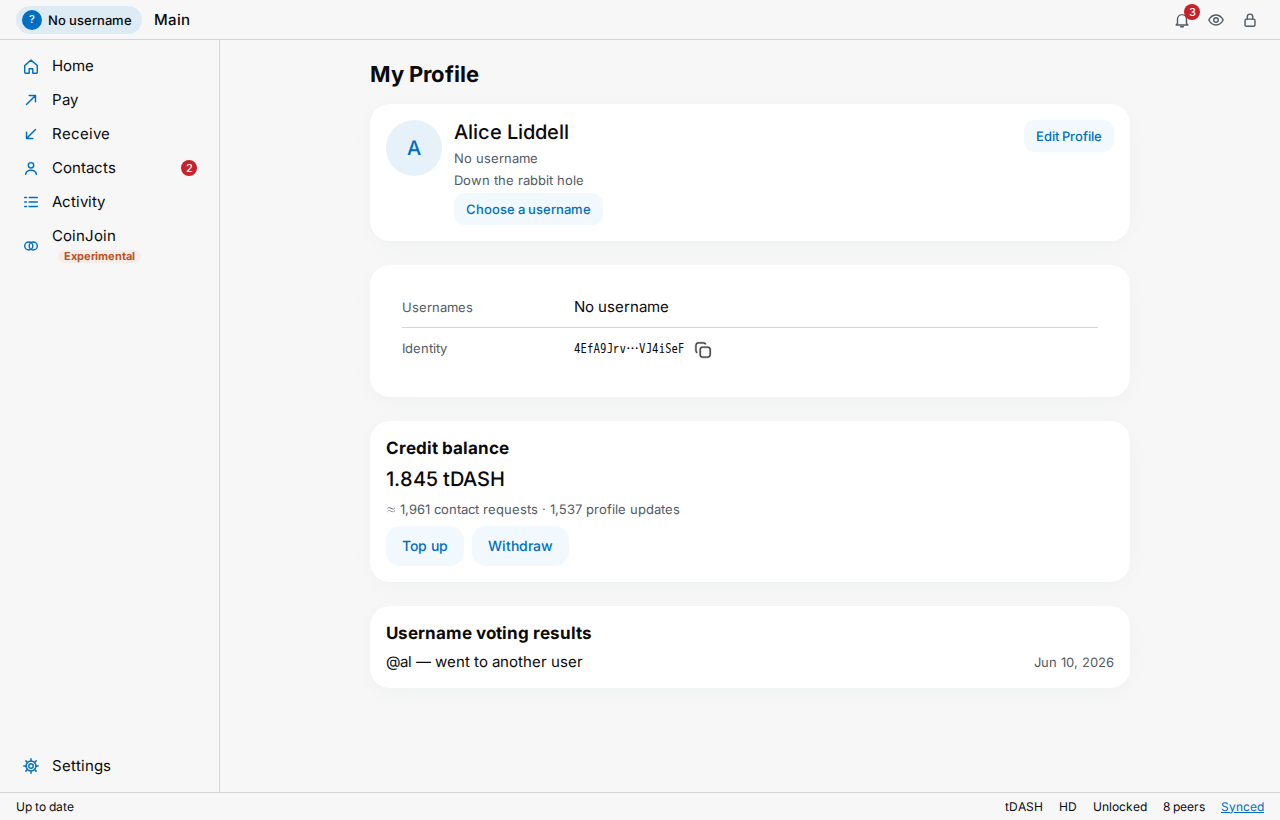 ? No username Main 3
Home
Pay
Receive
Contacts 2
Activity
CoinJoin
Experimental
Settings
My Profile
A
Alice Liddell
No username
Down the rabbit hole
Choose a username
Edit Profile
Usernames No username
Identity 4EfA9Jrv⋯VJ4iSeF
Credit balance
1.845 tDASH
≈ 1,961 contact requests · 1,537 profile updates
Top up Withdraw
Username voting results
@al — went to another user Jun 10, 2026
Up to date tDASH HD Unlocked 8 peers Synced